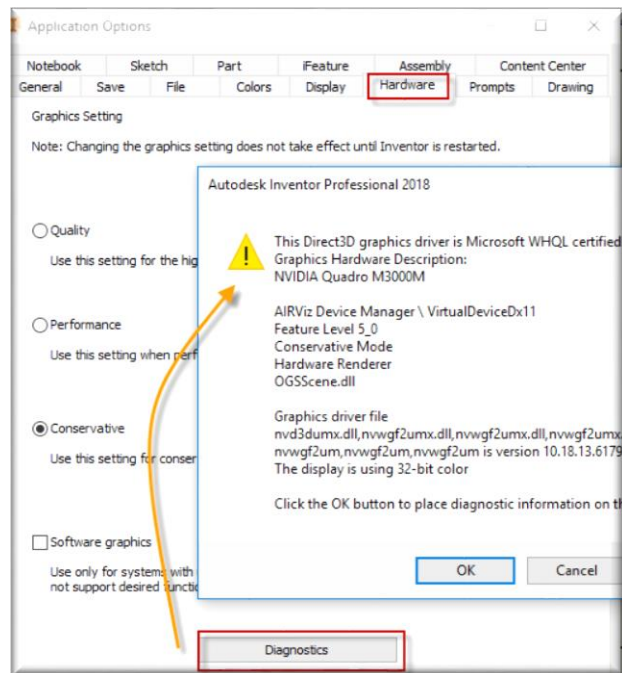 Application Options
Notebook Sketch Part iFeature Assembly Content Center
General Save File Colors Display Hardware Prompts Drawing
Graphics Setting
Note: Changing the graphics setting does not take effect until Inventor is restarted.
Autodesk Inventor Professional 2018
Quality
Use this setting for the hig
This Direct3D graphics driver is Microsoft WHQL certified
Graphics Hardware Description:
NVIDIA Quadro M3000M
AIRViz Device Manager \ VirtualDeviceDx11
Feature Level 5_0
Conservative Mode
Hardware Renderer
OGSScene.dll
Performance
Use this setting when perf
Graphics driver file
nvd3dumx.dll,nvwgf2umx.dll,nvwgf2umx.dll,nvwgf2umx.
nvwgf2um,nvwgf2um,nvwgf2um is version 10.18.13.6179
The display is using 32-bit color
Click the OK button to place diagnostic information on th
Conservative
Use this setting for conser
Software graphics
Use only for systems with
not support desired functio
OK Cancel
Diagnostics